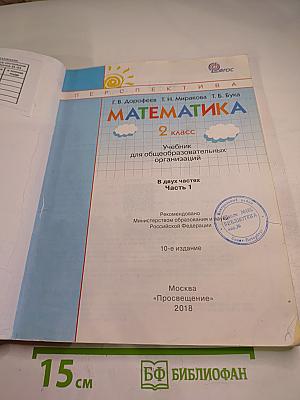 ФГОС
ПЕРСПЕКТИВА
Г. В. Дорофеев Т. Н. Миракова Т. Б. Бука
МАТЕМАТИКА
2 класс
Учебник
для общеобразовательных
организаций
В двух частях
Часть 1
Рекомендовано
Министерством образования и науки
Российской Федерации
10-е издание
БИБЛИОТЕКА
Москва
«Просвещение»
2018
15 см
БФ БИБЛИОФАН